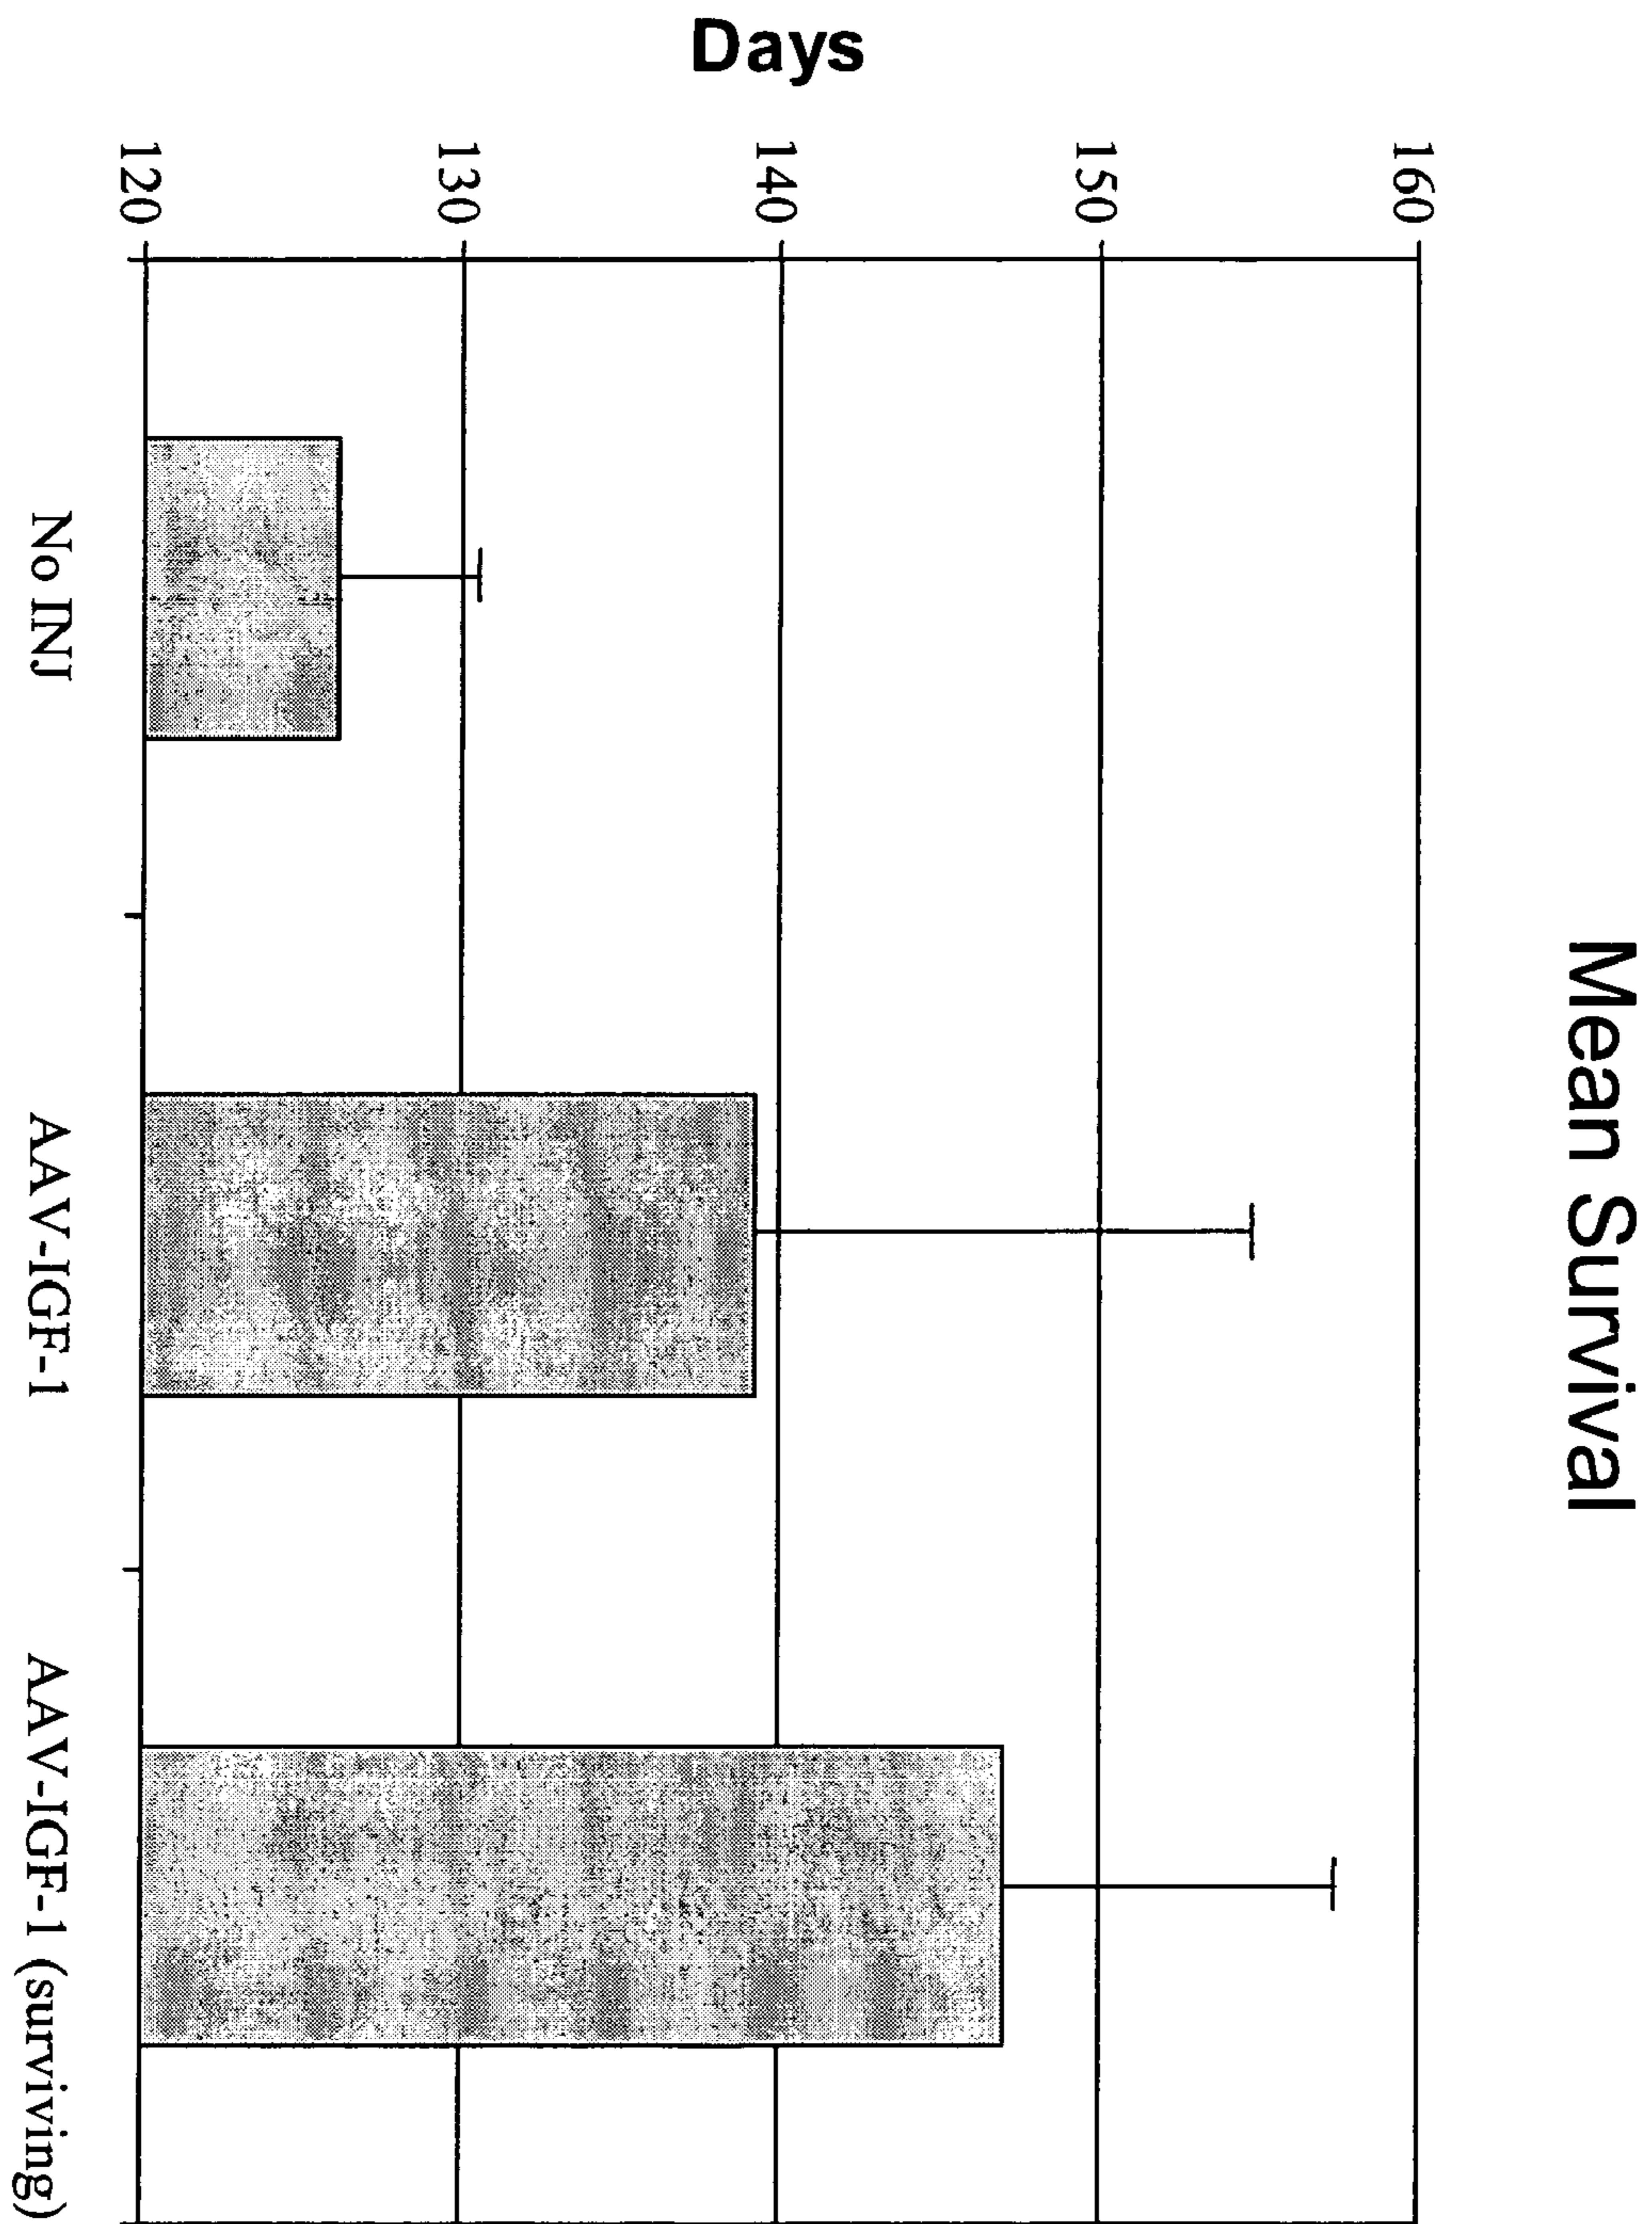 Mean Survival
Days
160
150
140
130
120
No INJ
AAV-IGF-1
AAV-IGF-1 (surviving)